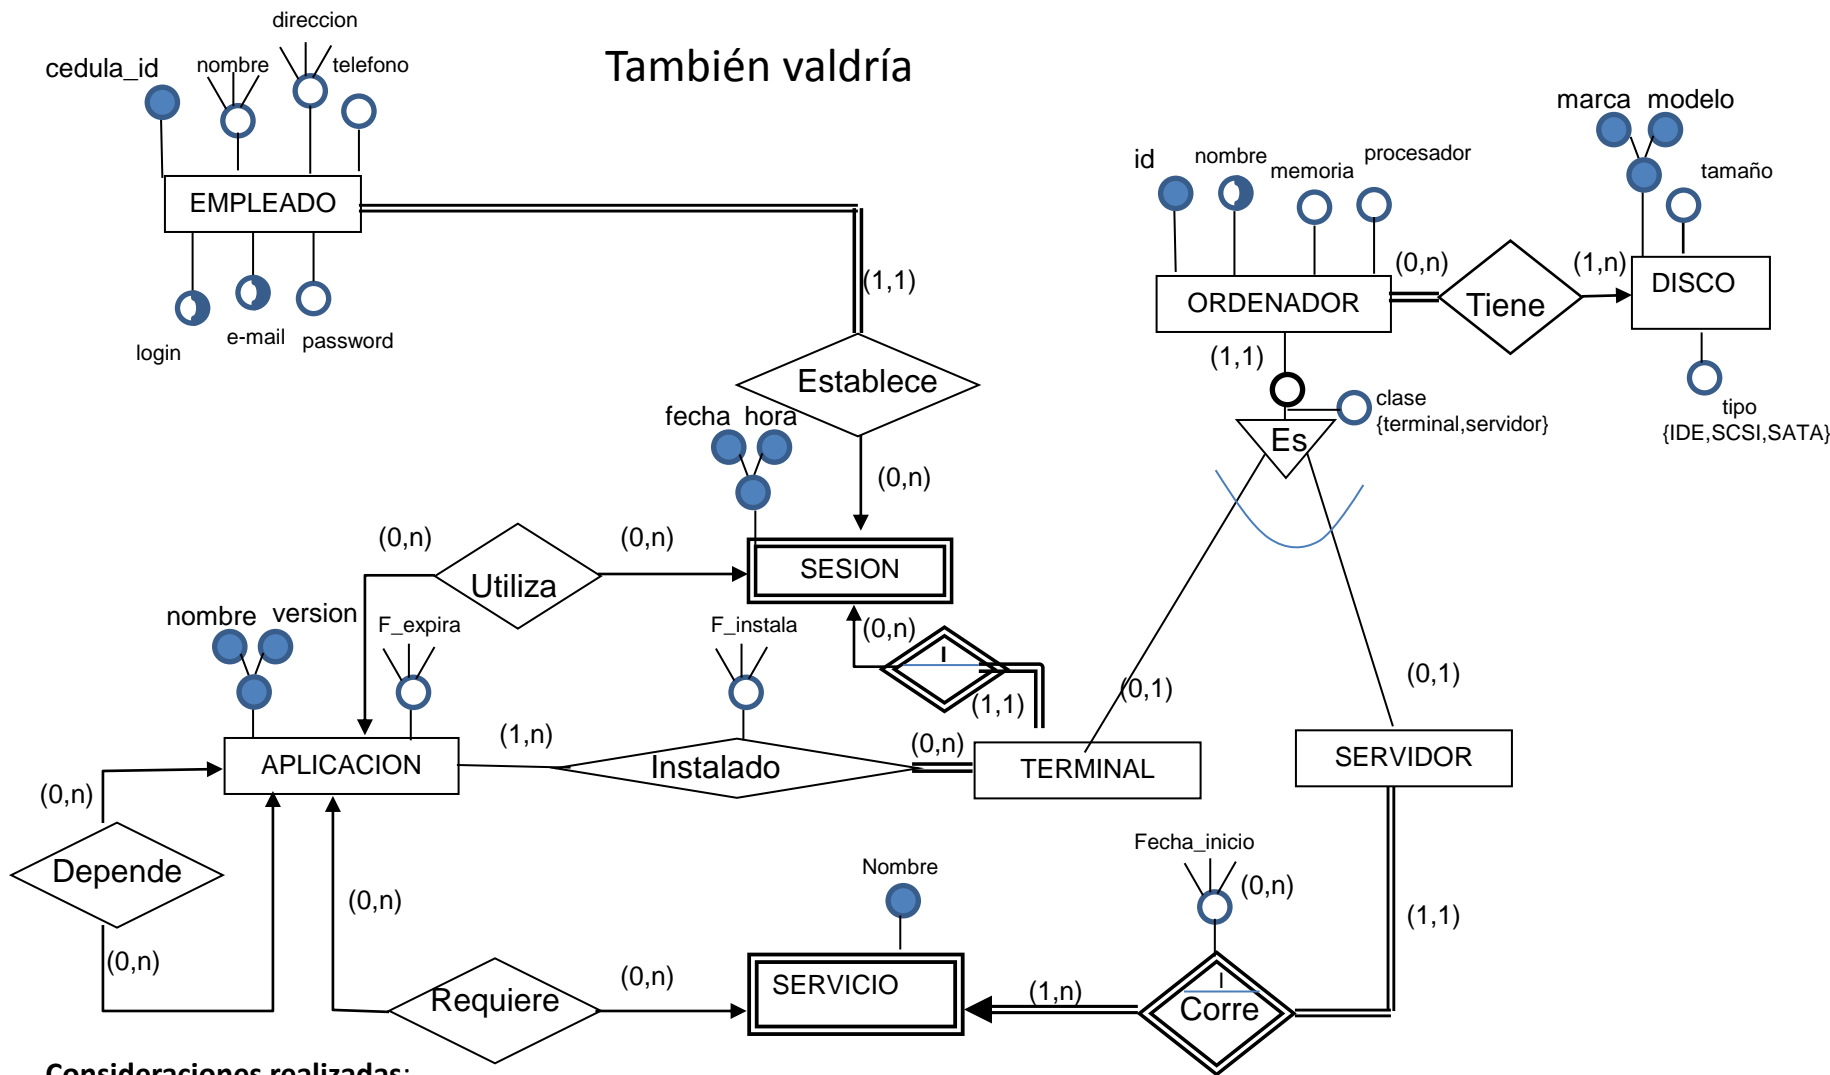 También valdría
direccion
cedula_id
nombre
telefono
EMPLEADO
login
e-mail
password
(1,1)
Establece
(0,n)
id
nombre
memoria
procesador
ORDENADOR
(0,n)
Tiene
(1,n)
marca modelo
tamaño
DISCO
tipo
{IDE,SCSI,SATA}
(1,1)
clase
{terminal,servidor}
Es
fecha hora
SESION
(0,n)
Utiliza
(0,n)
nombre version
F_expira
F_instala
(0,n)
I
(1,1)
(0,1)
(0,1)
APLICACION
(1,n)
Instalado
(0,n)
TERMINAL
SERVIDOR
(0,n)
Depende
(0,n)
(0,n)
Requiere
(0,n)
Nombre
SERVICIO
(1,n)
Fecha_inicio
(0,n)
I
Corre
(1,1)
Consideraciones realizadas: